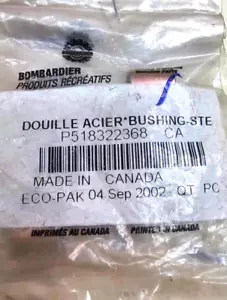 BOMBARDIER
PRODUITS RÉCRÉATIFS
DOUILLE ACIER*BUSHING-STE
P518322368 CA
MADE IN CANADA
ECO-PAK 04 Sep 2002 QT PC
IMPRIMÉ AU CANADA PRINTED IN CANADA